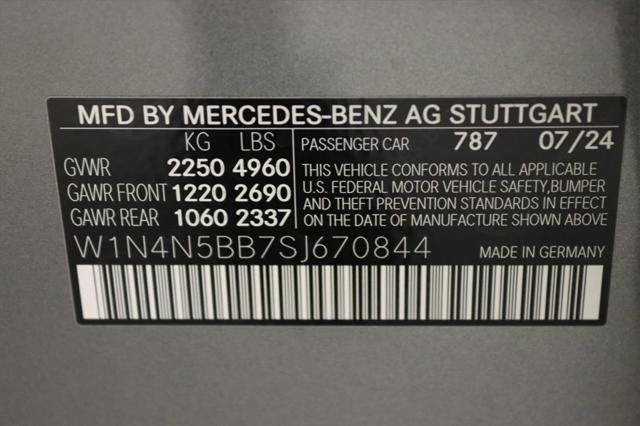 MFD BY MERCEDES-BENZ AG STUTTGART
KG LBS PASSENGER CAR 787 07/24
GVWR 2250 4960
GAWR FRONT 1220 2690
GAWR REAR 1060 2337
THIS VEHICLE CONFORMS TO ALL APPLICABLE
U.S. FEDERAL MOTOR VEHICLE SAFETY,BUMPER
AND THEFT PREVENTION STANDARDS IN EFFECT
ON THE DATE OF MANUFACTURE SHOWN ABOVE
W1N4N5BB7SJ670844 MADE IN GERMANY